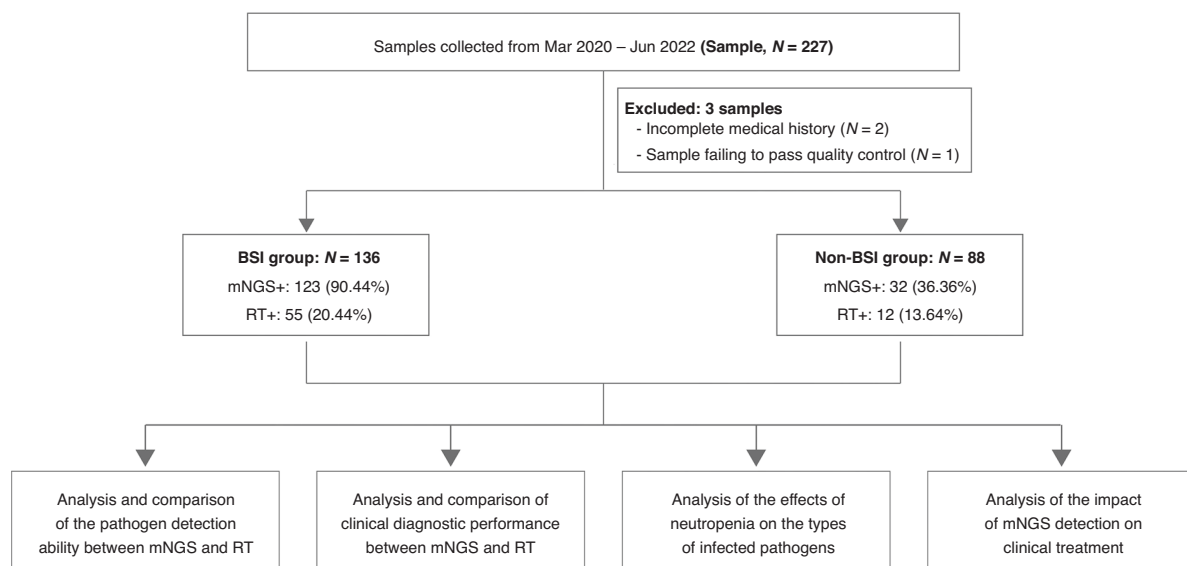 Samples collected from Mar 2020 – Jun 2022 (Sample, N = 227)
Excluded: 3 samples
- Incomplete medical history (N = 2)
- Sample failing to pass quality control (N = 1)
BSI group: N = 136
mNGS+: 123 (90.44%)
RT+: 55 (20.44%)
Non-BSI group: N = 88
mNGS+: 32 (36.36%)
RT+: 12 (13.64%)
Analysis and comparison
of the pathogen detection
ability between mNGS and RT
Analysis and comparison of
clinical diagnostic performance
between mNGS and RT
Analysis of the effects of
neutropenia on the types
of infected pathogens
Analysis of the impact
of mNGS detection on
clinical treatment